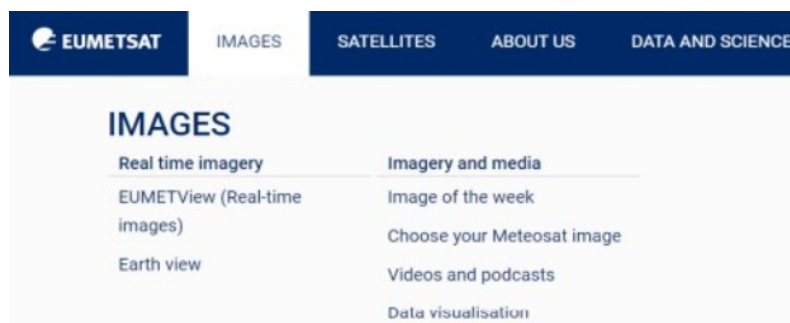 EUMETSAT IMAGES SATELLITES ABOUT US DATA AND SCIENCE
IMAGES
Real time imagery
EUMETView (Real-time
images)
Earth view
Imagery and media
Image of the week
Choose your Meteosat image
Videos and podcasts
Data visualisation